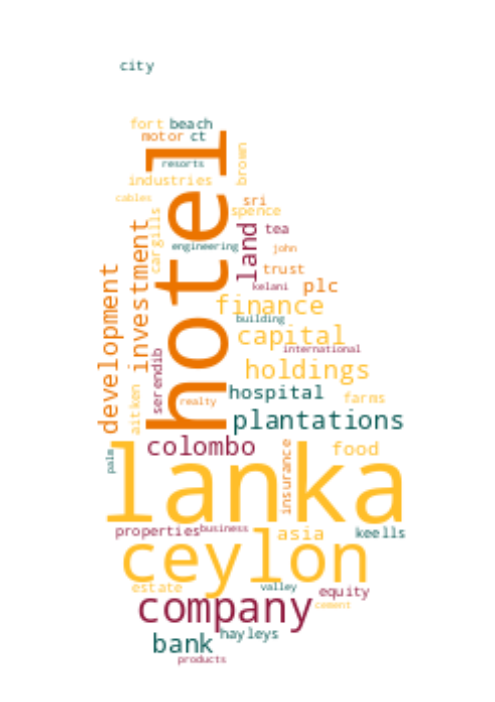 city
fort beach
motor ct
hotel
resorts
brown
industries
cables
cargills
sri
spence
investment
land
tea
engineering
john
development
trust
kelani
plc
finance
building
capital
international
serendib
holdings
aitken
realty
hospital
farms
plantations
colombo
palm
insurance
food
lanka
properties
business
asia
keells
ceylon
estate
valley
equity
company
cement
bank
hayleys
products